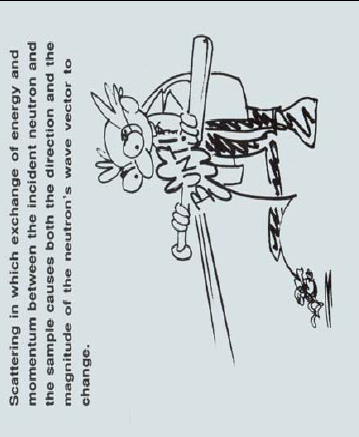 Scattering in which exchange of energy and
momentum between the incident neutron and
the sample causes both the direction and the
magnitude of the neutron's wave vector to
change.